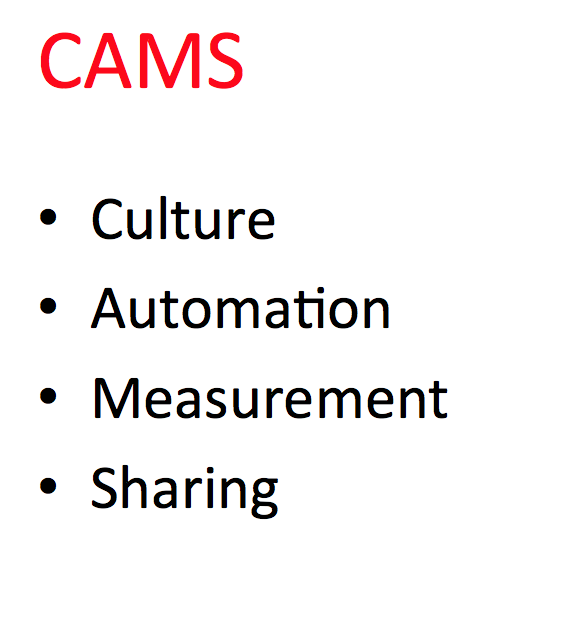 CAMS
• Culture
• Automation
• Measurement
• Sharing